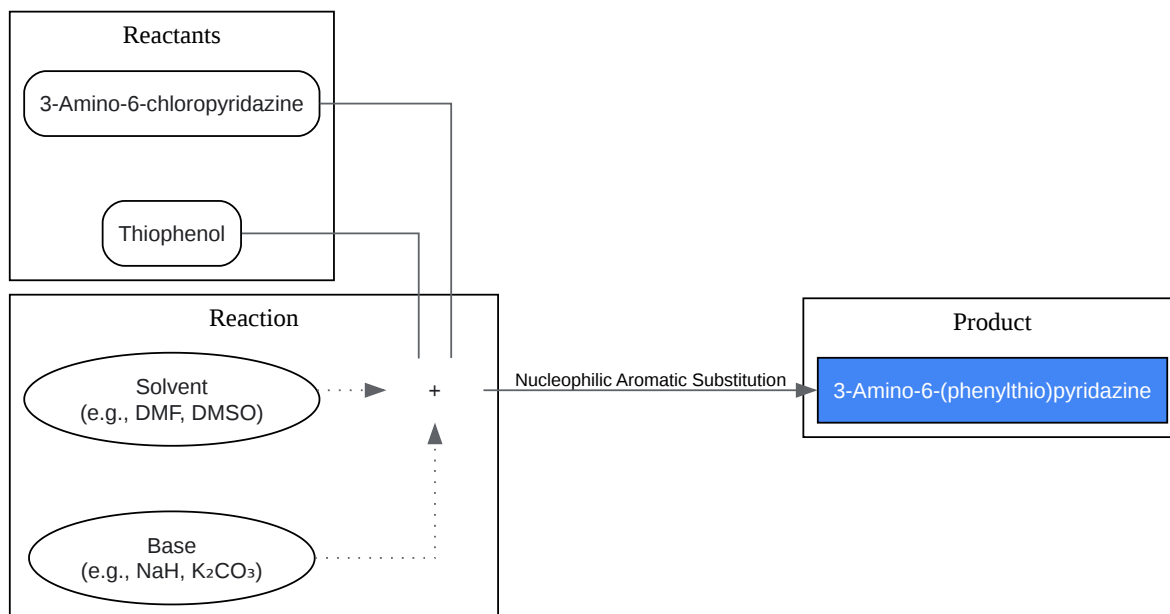 Reactants
3-Amino-6-chloropyridazine
Thiophenol
Reaction
Solvent
(e.g., DMF, DMSO)
+
Base
(e.g., NaH, K₂CO₃)
Nucleophilic Aromatic Substitution
Product
3-Amino-6-(phenylthio)pyridazine